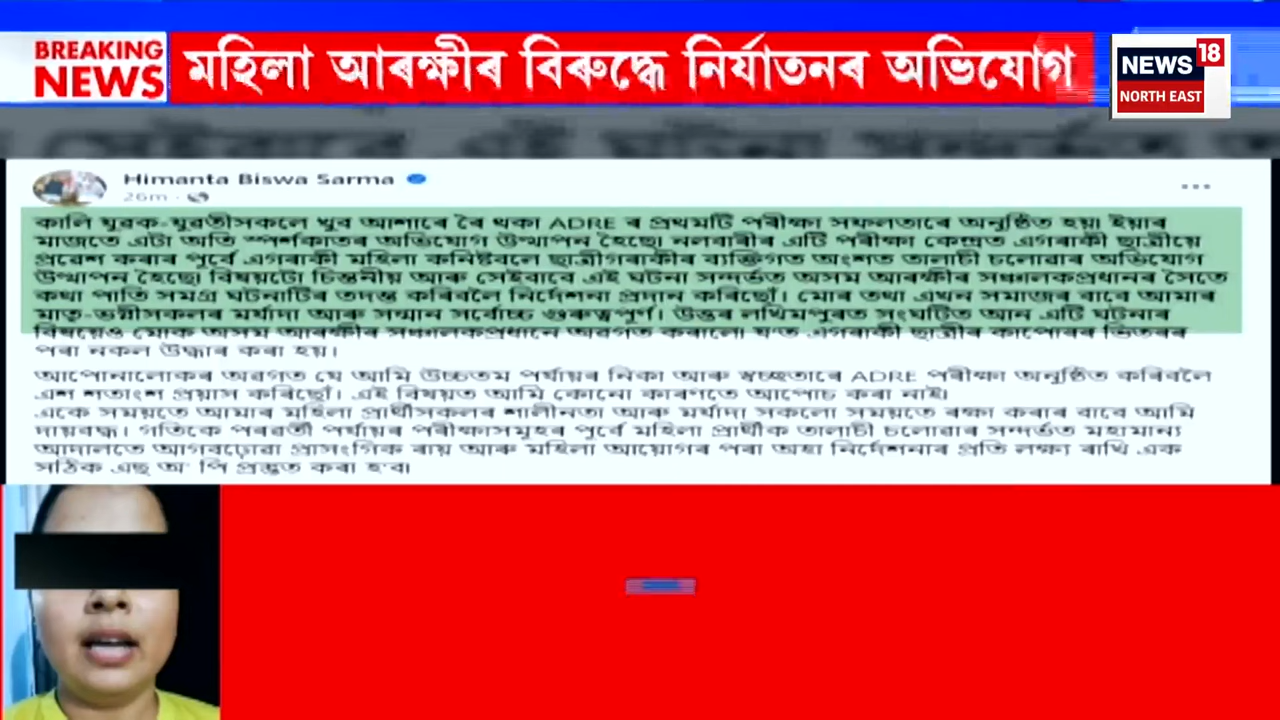 BREAKING
NEWS
মহিলা আৰক্ষীৰ বিৰুদ্ধে নিৰ্যাতনৰ অভিযোগ
NEWS 18
NORTH EAST
Himanta Biswa Sarma
26m
কালি যুৱক-যুৱতীসকলে খুব আশাৰে ৰৈ থকা ADRE ৰ প্ৰথমটি পৰীক্ষা সফলতাৰে অনুষ্ঠিত হয়। ইয়াৰ
মাজতে এটা অতি স্পৰ্শকাতৰ অভিযোগ উত্থাপন হৈছে। নলবাৰীৰ এটি পৰীক্ষা কেন্দ্ৰত এগৰাকী ছাত্ৰীয়ে
প্ৰৱেশ কৰাৰ পূৰ্বে এগৰাকী মহিলা কনিষ্টবলে ছাত্ৰীগৰাকীৰ ব্যক্তিগত অংশত তালাচী চলোৱাৰ অভিযোগ
উত্থাপন হৈছে। বিষয়টো চিন্তনীয় আৰু সেইবাবে এই ঘটনা সন্দৰ্ভত অসম আৰক্ষীৰ সঞ্চালকপ্ৰধানৰ সৈতে
কথা পাতি সমগ্ৰ ঘটনাটিৰ তদন্ত কৰিবলৈ নিৰ্দেশনা প্ৰদান কৰিছোঁ। মোৰ তথা এখন সমাজৰ বাবে আমাৰ
মাতৃ-ভগ্নীসকলৰ মৰ্যাদা আৰু সন্মান সৰ্বোচ্চ গুৰুত্বপূৰ্ণ। উত্তৰ লখিমপুৰত সংঘটিত আন এটি ঘটনাৰ
বিষয়েও মোক অসম আৰক্ষীৰ সঞ্চালকপ্ৰধানে অৱগত কৰালে। য'ত এগৰাকী ছাত্ৰীৰ কাপোৰৰ ভিতৰৰ
পৰা নকল উদ্ধাৰ কৰা হয়।
আপোনালোকৰ অৱগত যে আমি উচ্চতম পৰ্যায়ৰ নিকা আৰু স্বচ্ছতাৰে ADRE পৰীক্ষা অনুষ্ঠিত কৰিবলৈ
এশ শতাংশ প্ৰয়াস কৰিছোঁ। এই বিষয়ত আমি কোনো কাৰণতে আপোচ কৰা নাই।
একে সময়তে আমাৰ মহিলা প্ৰাৰ্থীসকলৰ শালীনতা আৰু মৰ্যাদা সকলো সময়তে ৰক্ষা কৰাৰ বাবে আমি
দায়বদ্ধ। গতিকে পৰৱৰ্তী পৰ্যায়ৰ পৰীক্ষাসমূহৰ পূৰ্বে মহিলা প্ৰাৰ্থীক তালাচী চলোৱাৰ সন্দৰ্ভত মহামান্য
আদালতে আগবঢ়োৱা প্ৰাসংগিক ৰায় আৰু মহিলা আয়োগৰ পৰা অহা নিৰ্দেশনাৰ প্ৰতি লক্ষ্য ৰাখি এক
সঠিক এছ অ' পি প্ৰস্তুত কৰা হ'ব।